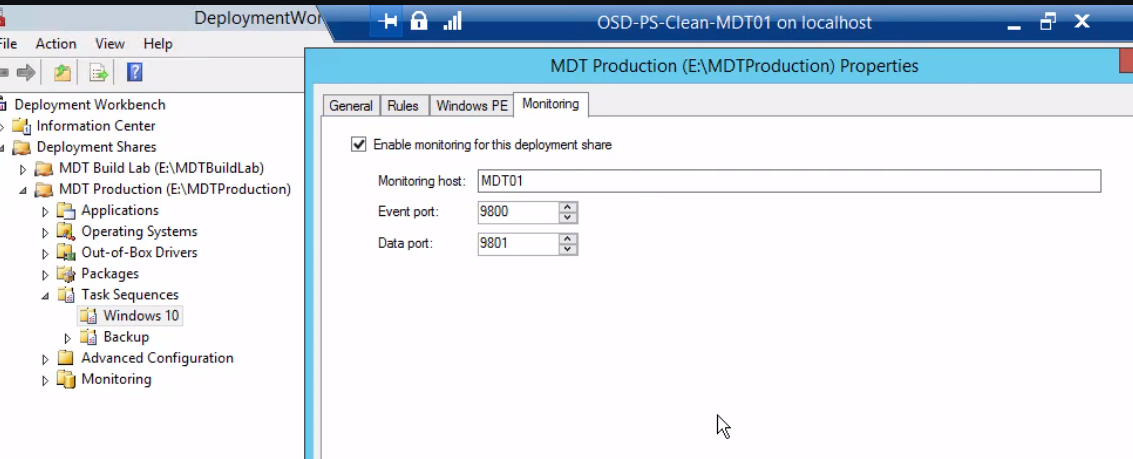 DeploymentWor
OSD-PS-Clean-MDT01 on localhost
File Action View Help
MDT Production (E:\MDTProduction) Properties
General Rules Windows PE Monitoring
Enable monitoring for this deployment share
Monitoring host: MDT01
Event port: 9800
Data port: 9801
Deployment Workbench
Information Center
Deployment Shares
MDT Build Lab (E:\MDTBuildLab)
MDT Production (E:\MDTProduction)
Applications
Operating Systems
Out-of-Box Drivers
Packages
Task Sequences
Windows 10
Backup
Advanced Configuration
Monitoring